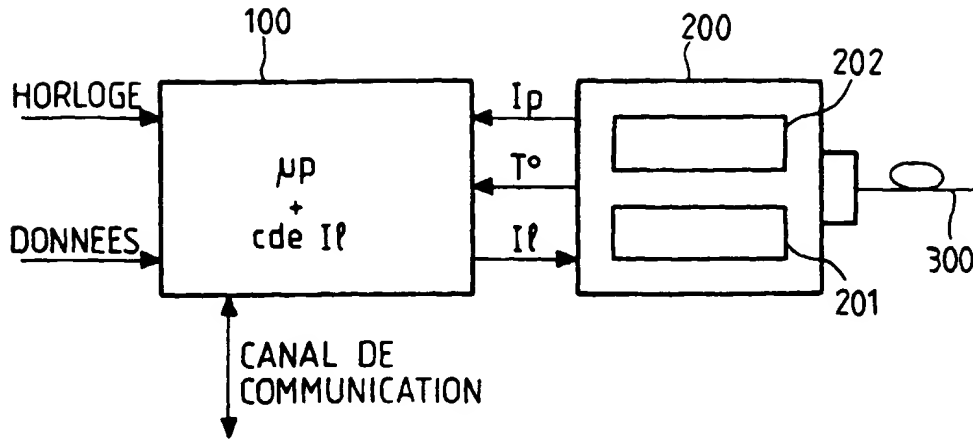 100
200
202
HORLOGE
Ip
µp
+
cde Iℓ
T°
DONNEES
Iℓ
300
201
CANAL DE
COMMUNICATION